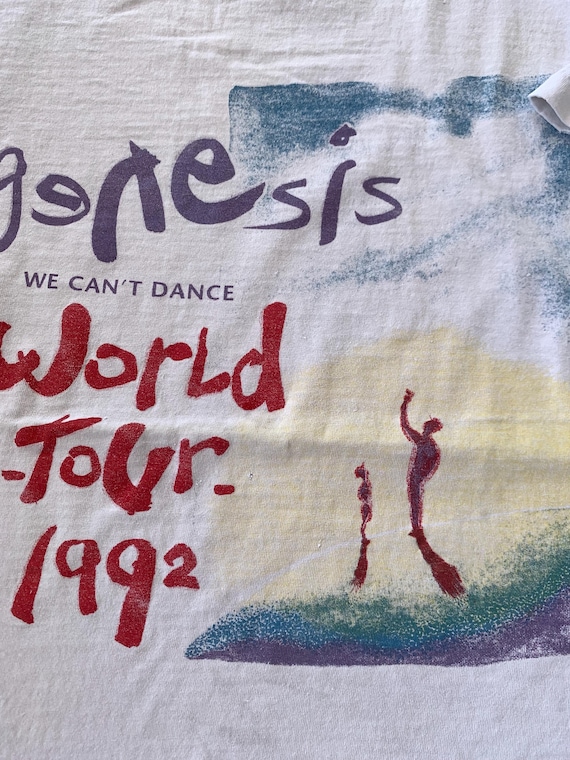 genesis
WE CAN'T DANCE
World
-Tour-
1992